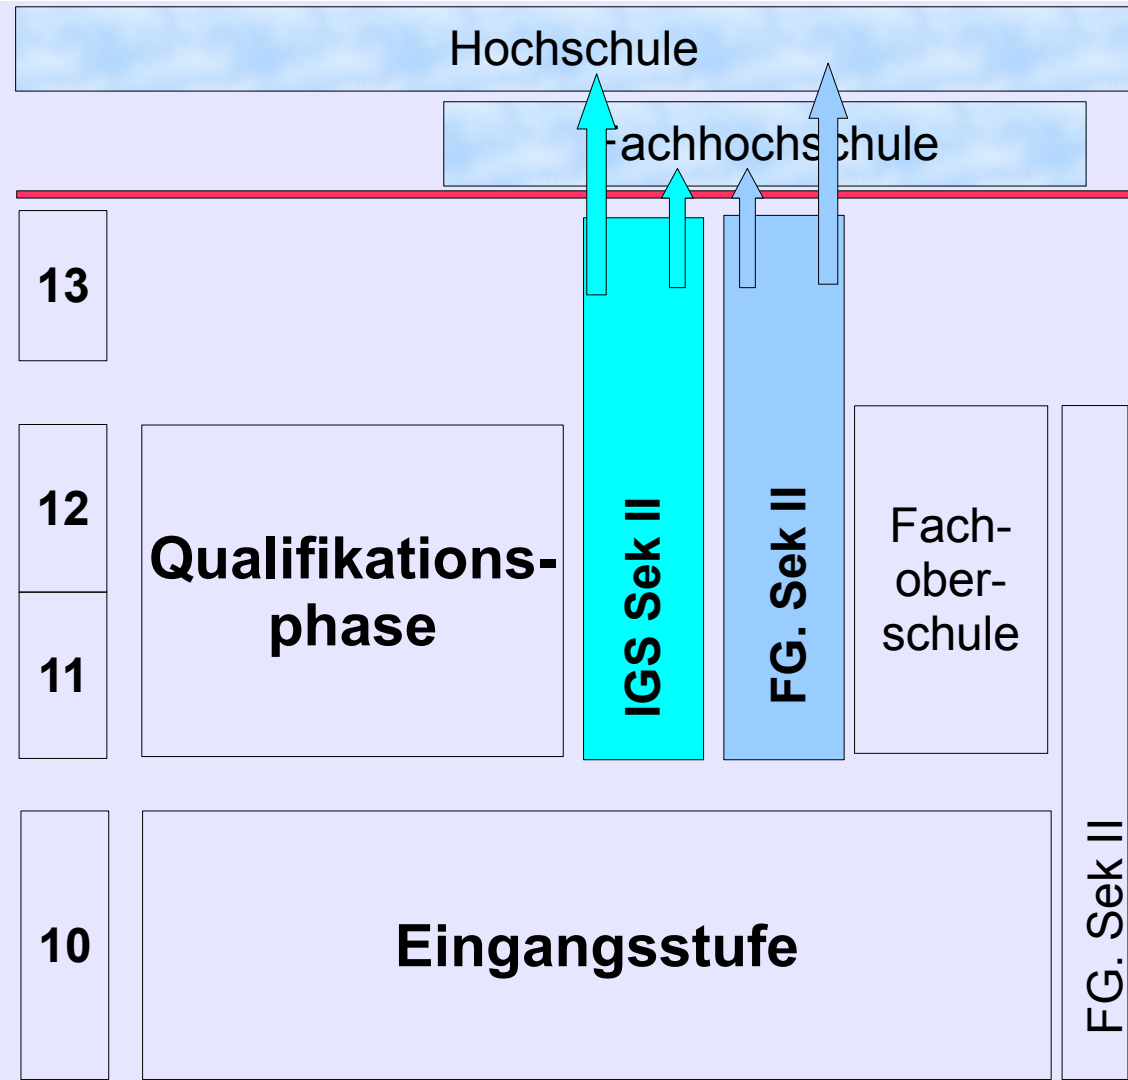 Hochschule
Fachhochschule
13
12
11
10
Qualifikations-
phase
IGS Sek II
FG. Sek II
Fach-
ober-
schule
Eingangsstufe
FG. Sek II